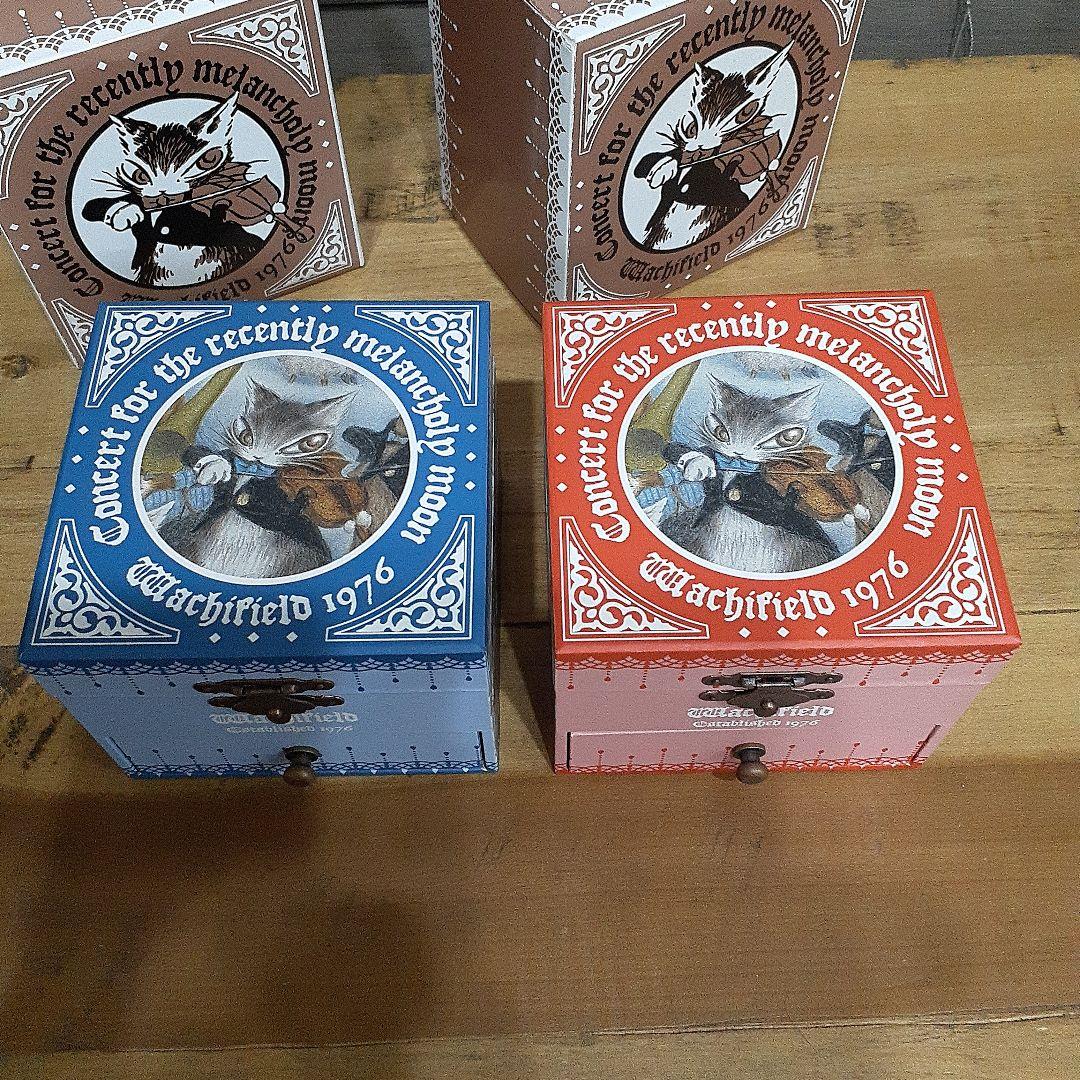 Concert for the recently melancholy moon
Wachifield 1976
Concert for the recently melancholy moon
Wachifield 1976
Concert for the recently melancholy moon
Wachifield 1976
Wachifield
Established 1976
Concert for the recently melancholy moon
Wachifield 1976
Wachifield
Established 1976